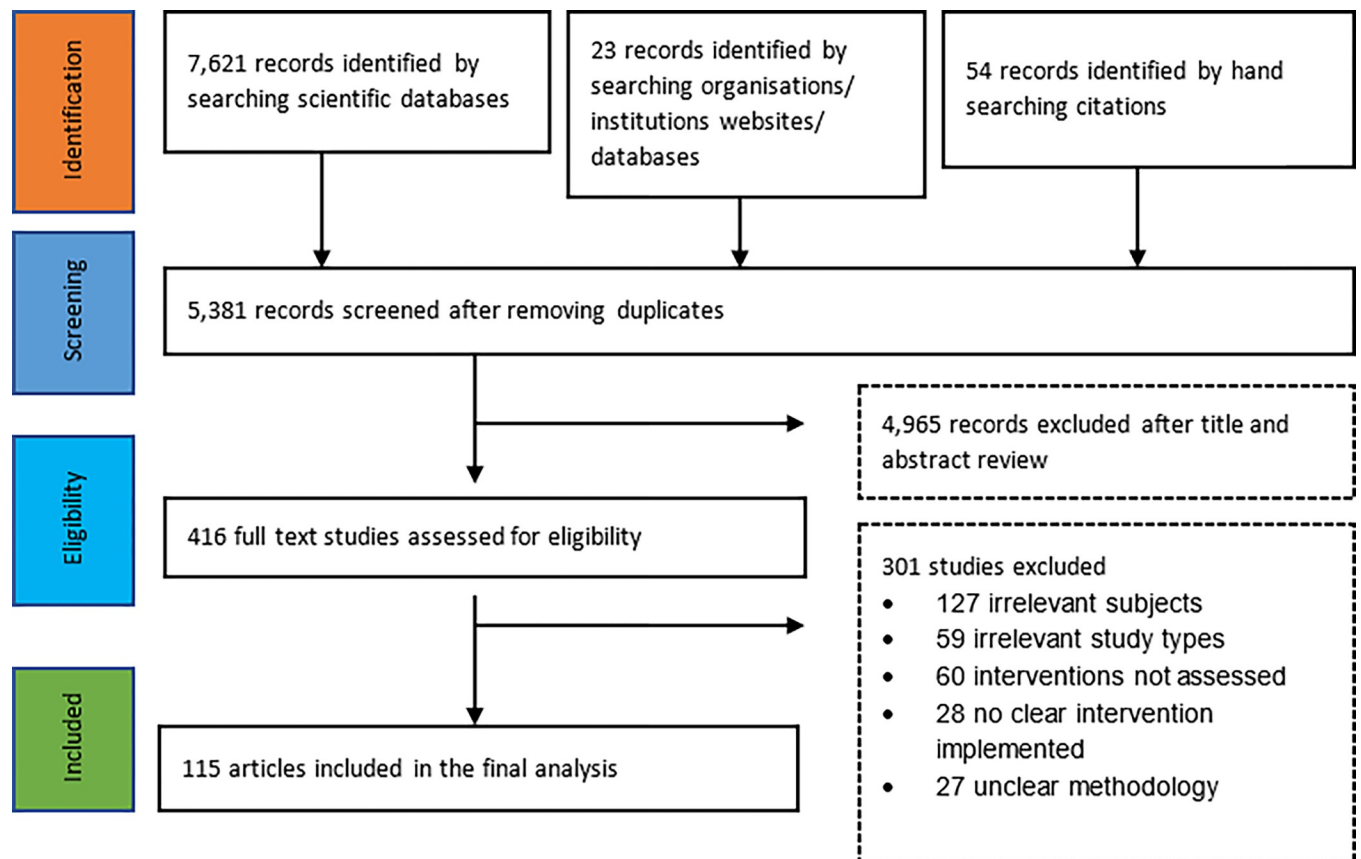 Identification
7,621 records identified by
searching scientific databases
23 records identified by
searching organisations/
institutions websites/
databases
54 records identified by hand
searching citations
Screening
5,381 records screened after removing duplicates
4,965 records excluded after title and
abstract review
Eligibility
416 full text studies assessed for eligibility
301 studies excluded
• 127 irrelevant subjects
• 59 irrelevant study types
• 60 interventions not assessed
• 28 no clear intervention
implemented
• 27 unclear methodology
Included
115 articles included in the final analysis